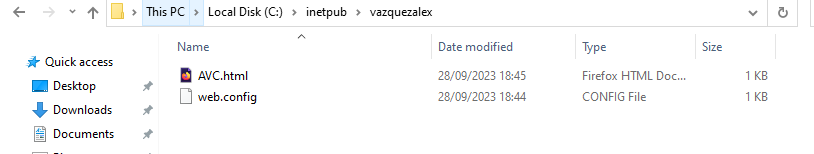 This PC > Local Disk (C:) > inetpub > vazquezalex
Name Date modified Type Size
Quick access
AVC.html 28/09/2023 18:45 Firefox HTML Doc... 1 KB
Desktop
web.config 28/09/2023 18:44 CONFIG File 1 KB
Downloads
Documents